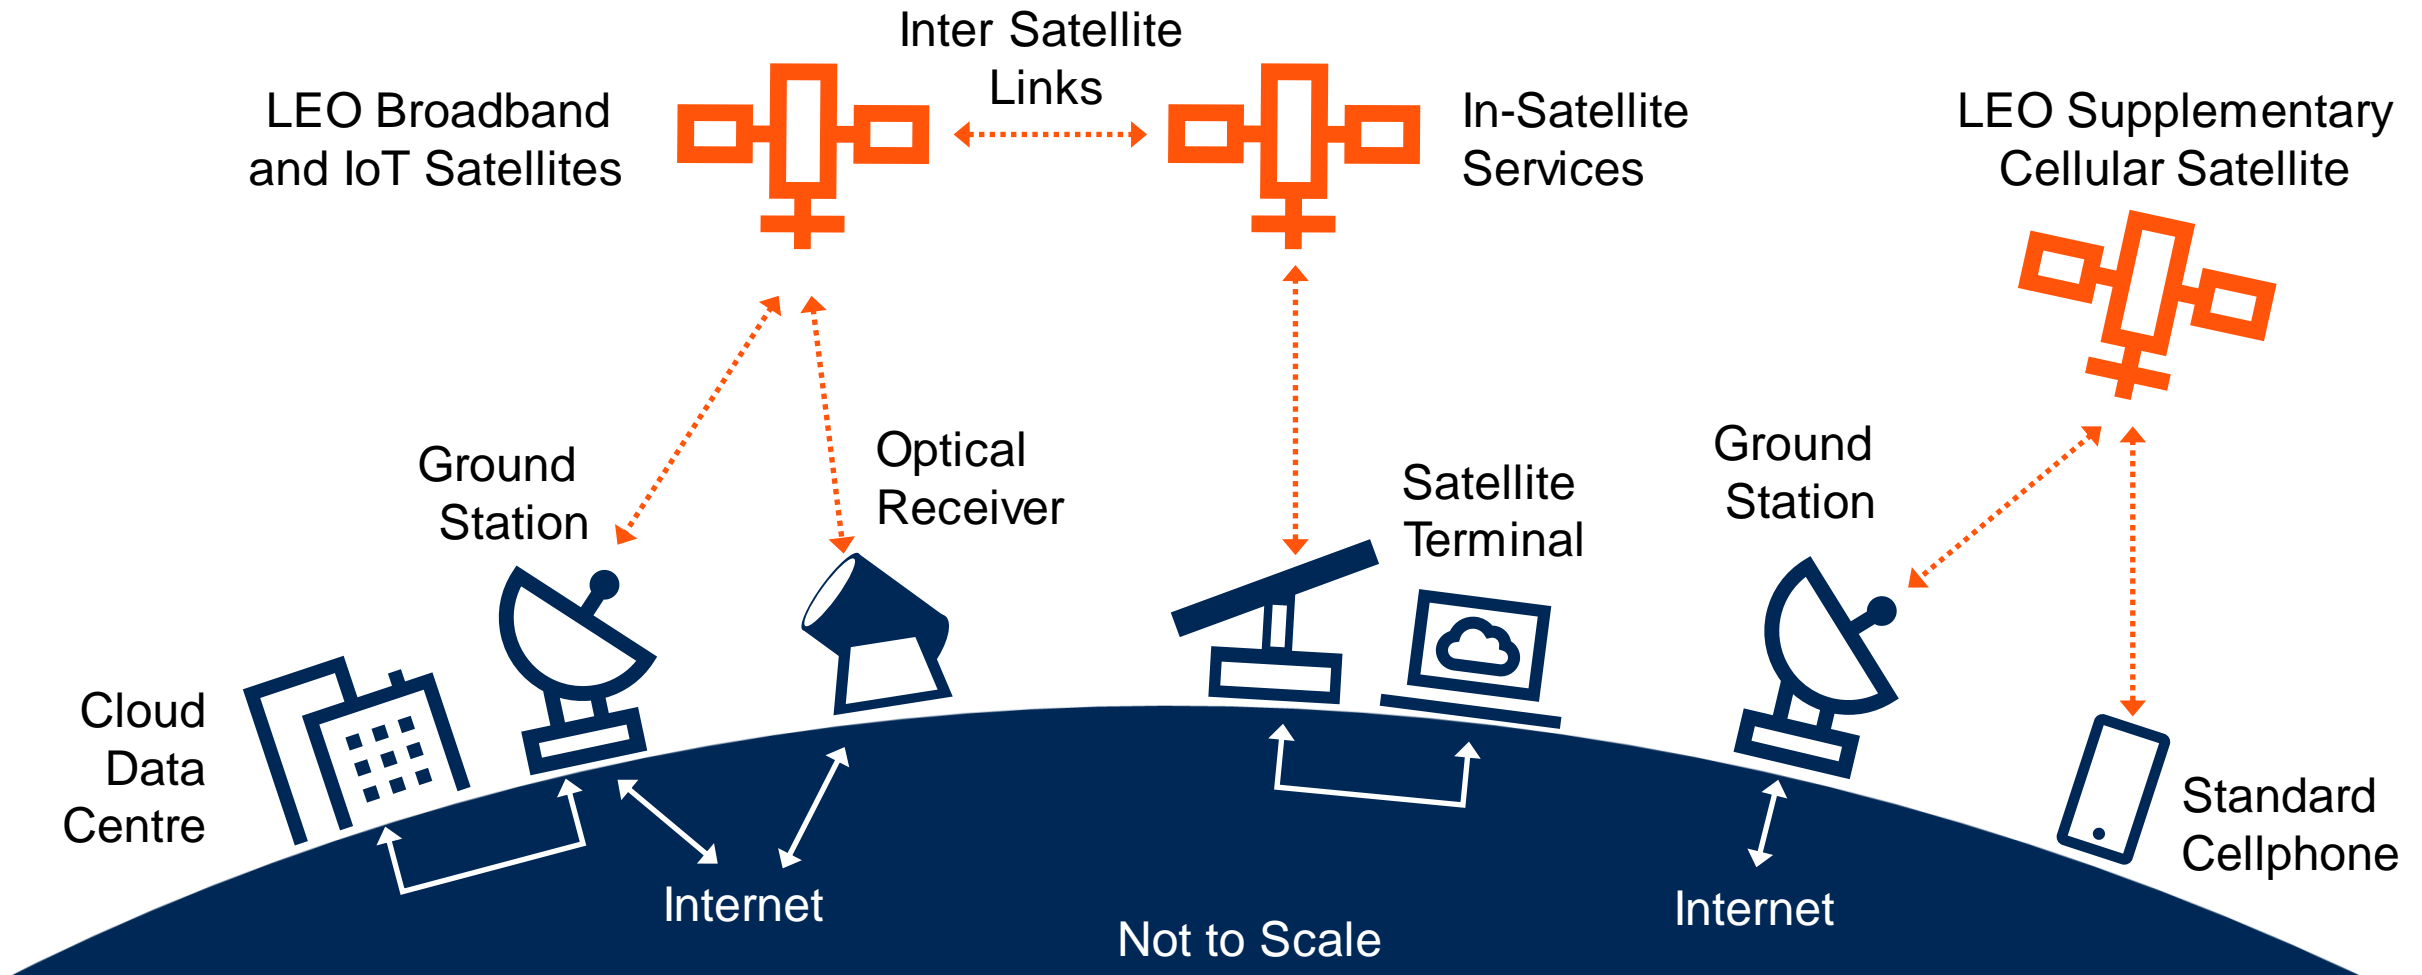 Inter Satellite
Links
LEO Broadband
and IoT Satellites
In-Satellite
Services
LEO Supplementary
Cellular Satellite
Ground
Station
Optical
Receiver
Satellite
Terminal
Ground
Station
Cloud
Data
Centre
Standard
Cellphone
Internet
Internet
Not to Scale